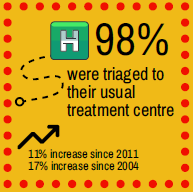 H 98%
were triaged to
their usual
treatment centre
11% increase since 2011
17% increase since 2004